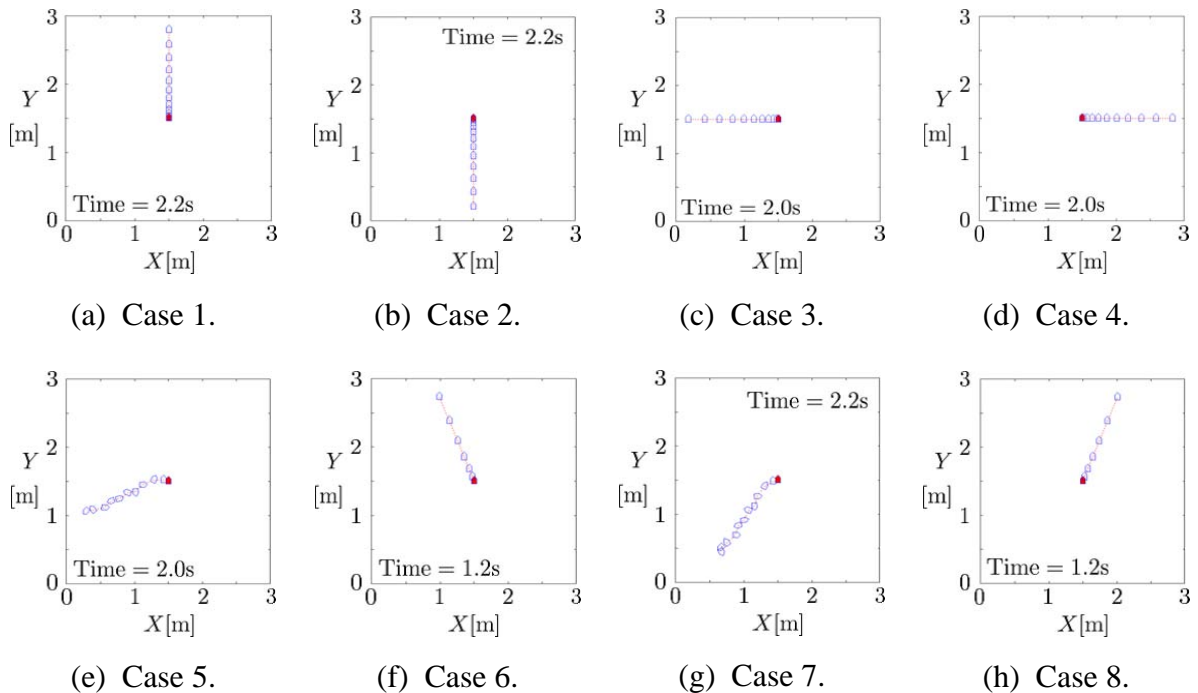 3
2
Y
[m]
1
Time = 2.2s
0
0 1 2 3
X[m]
(a) Case 1.
3
Time = 2.2s
2
Y
[m]
1
0
0 1 2 3
X[m]
(b) Case 2.
3
2
Y
[m]
1
Time = 2.0s
0
0 1 2 3
X[m]
(c) Case 3.
3
2
Y
[m]
1
Time = 2.0s
0
0 1 2 3
X[m]
(d) Case 4.
3
2
Y
[m]
1
Time = 2.0s
0
0 1 2 3
X[m]
(e) Case 5.
3
2
Y
[m]
1
Time = 1.2s
0
0 1 2 3
X[m]
(f) Case 6.
3
Time = 2.2s
2
Y
[m]
1
0
0 1 2 3
X[m]
(g) Case 7.
3
2
Y
[m]
1
Time = 1.2s
0
0 1 2 3
X[m]
(h) Case 8.